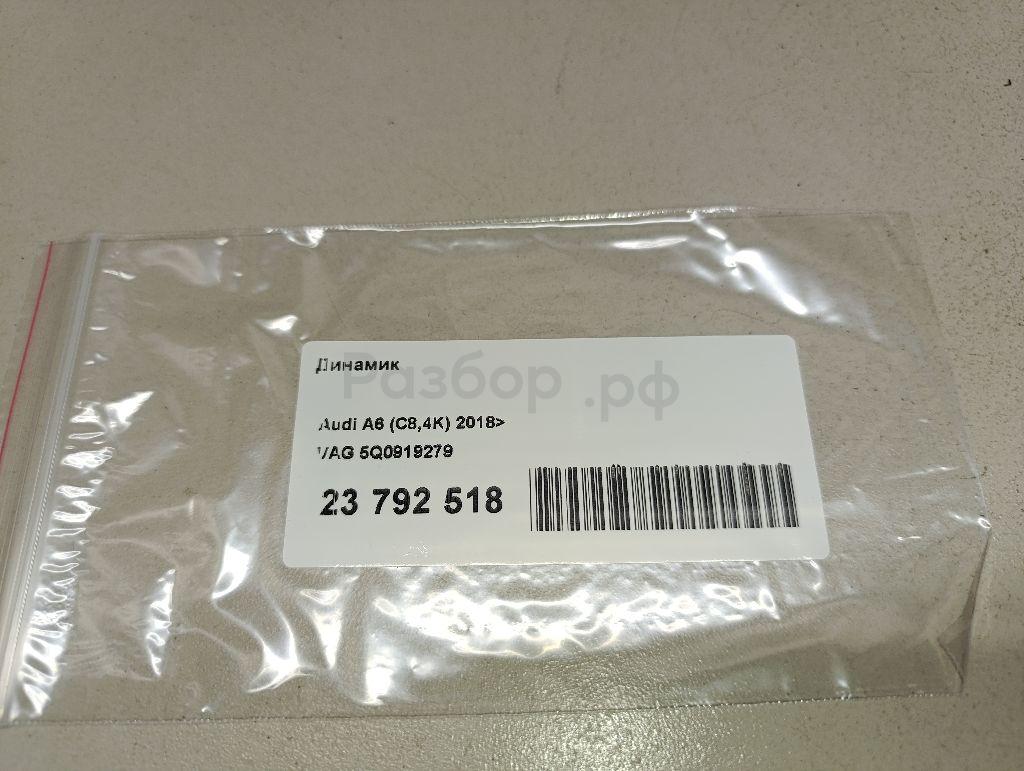 Динамик
Разбор.рф
Audi A6 (C8,4K) 2018>
VAG 5Q0919279
23 792 518